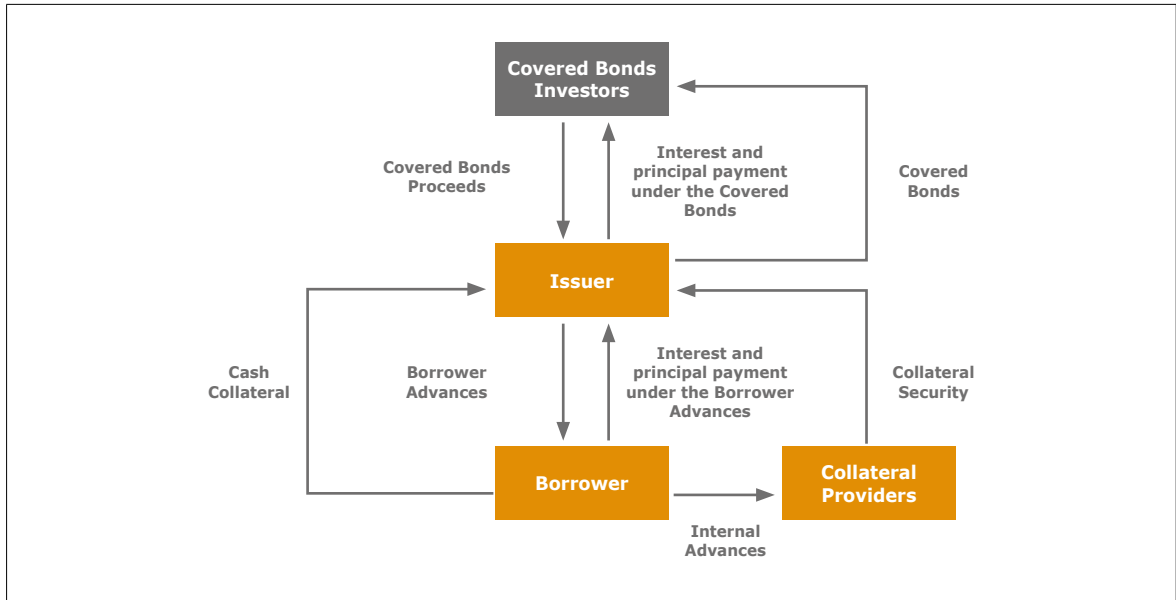 Covered Bonds
Investors
Covered Bonds
Proceeds
Interest and
principal payment
under the Covered
Bonds
Covered
Bonds
Issuer
Cash
Collateral
Borrower
Advances
Interest and
principal payment
under the Borrower
Advances
Collateral
Security
Borrower
Collateral
Providers
Internal
Advances